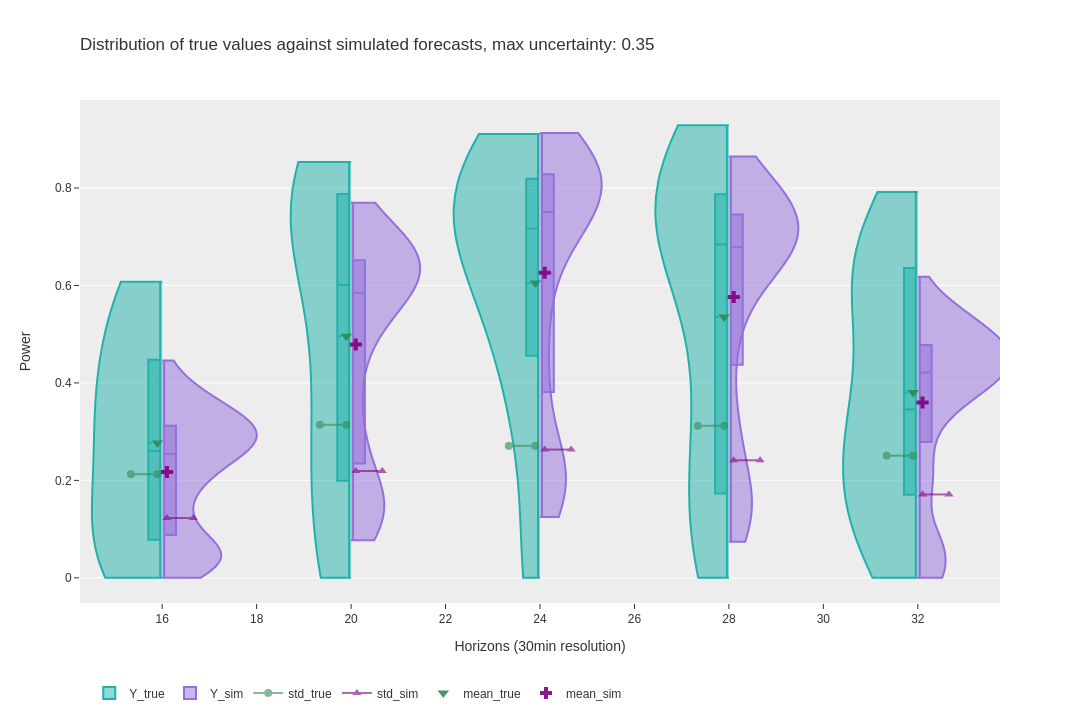 Distribution of true values against simulated forecasts, max uncertainty: 0.35
0.8
0.6
0.4
0.2
0
Power
16 18 20 22 24 26 28 30 32
Horizons (30min resolution)
Y_true Y_sim std_true std_sim mean_true mean_sim